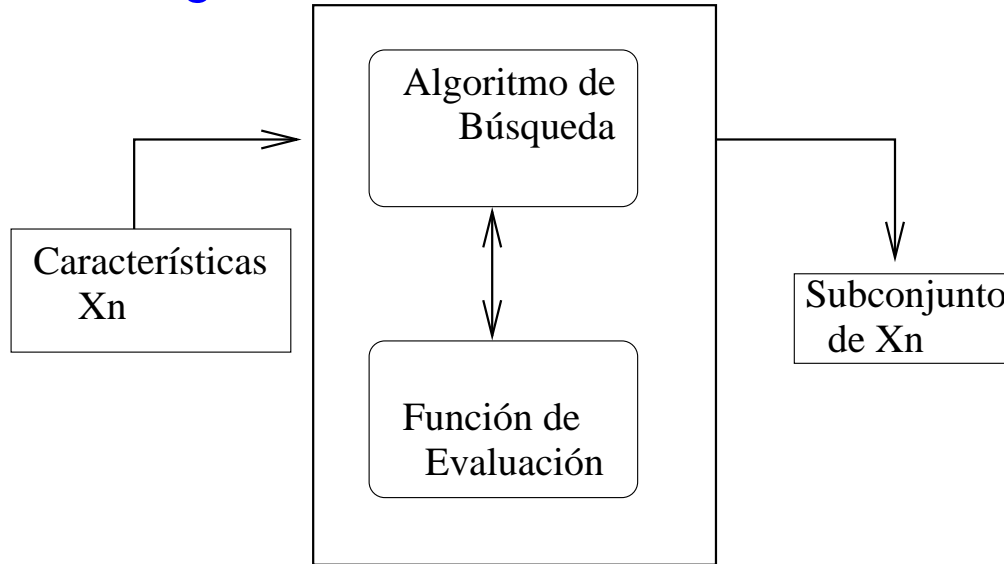 Algoritmo de
Búsqueda
Características
Xn
Subconjunto
de Xn
Función de
Evaluación